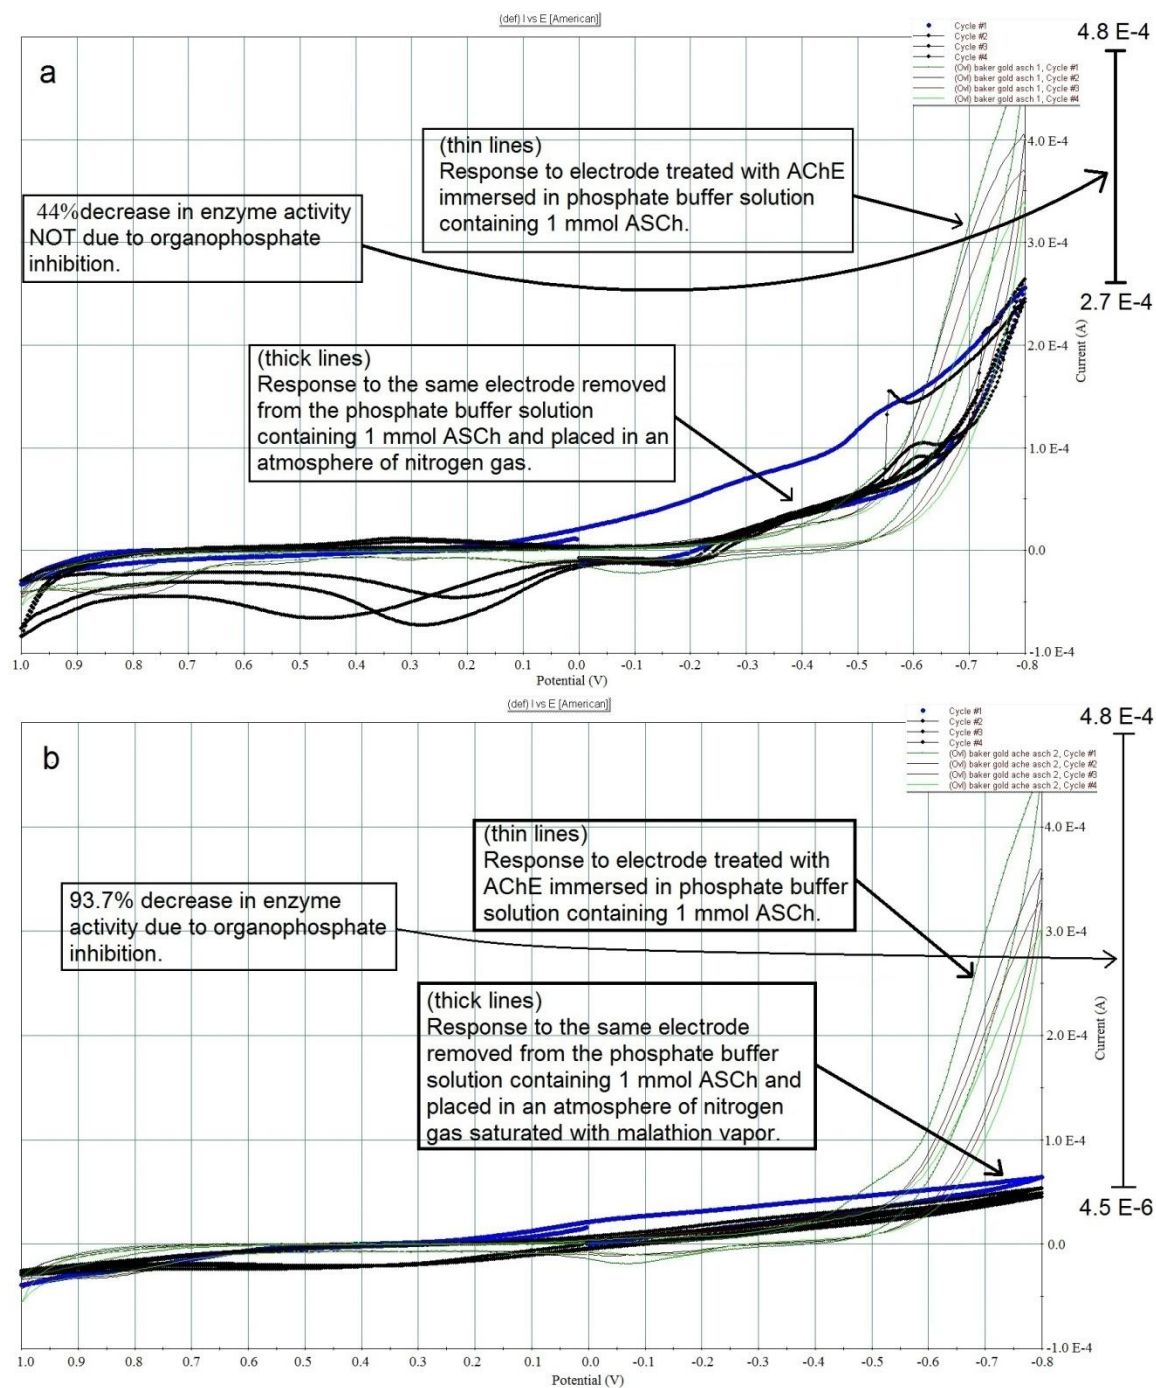 (def) I vs E [American]
a
Cycle #1
Cycle #2
Cycle #3
Cycle #4
(Ovl) baker gold asch 1, Cycle #1
(Ovl) baker gold asch 1, Cycle #2
(Ovl) baker gold asch 1, Cycle #3
(Ovl) baker gold asch 1, Cycle #4
4.8 E-4
(thin lines)
Response to electrode treated with AChE
immersed in phosphate buffer solution
containing 1 mmol ASCh.
44%decrease in enzyme activity
NOT due to organophosphate
inhibition.
(thick lines)
Response to the same electrode removed
from the phosphate buffer solution
containing 1 mmol ASCh and placed in an
atmosphere of nitrogen gas.
2.7 E-4
4.0 E-4
3.0 E-4
2.0 E-4
1.0 E-4
0.0
-1.0 E-4
Current (A)
1.0 0.9 0.8 0.7 0.6 0.5 0.4 0.3 0.2 0.1 0.0 -0.1 -0.2 -0.3 -0.4 -0.5 -0.6 -0.7 -0.8
Potential (V)
(def) I vs E [American]
b
Cycle #1
Cycle #2
Cycle #3
Cycle #4
(Ovl) baker gold ache asch 2, Cycle #1
(Ovl) baker gold ache asch 2, Cycle #2
(Ovl) baker gold ache asch 2, Cycle #3
(Ovl) baker gold ache asch 2, Cycle #4
4.8 E-4
(thin lines)
Response to electrode treated with
AChE immersed in phosphate buffer
solution containing 1 mmol ASCh.
93.7% decrease in enzyme
activity due to organophosphate
inhibition.
(thick lines)
Response to the same electrode
removed from the phosphate buffer
solution containing 1 mmol ASCh and
placed in an atmosphere of nitrogen
gas saturated with malathion vapor.
4.5 E-6
4.0 E-4
3.0 E-4
2.0 E-4
1.0 E-4
0.0
-1.0 E-4
Current (A)
1.0 0.9 0.8 0.7 0.6 0.5 0.4 0.3 0.2 0.1 0.0 -0.1 -0.2 -0.3 -0.4 -0.5 -0.6 -0.7 -0.8
Potential (V)